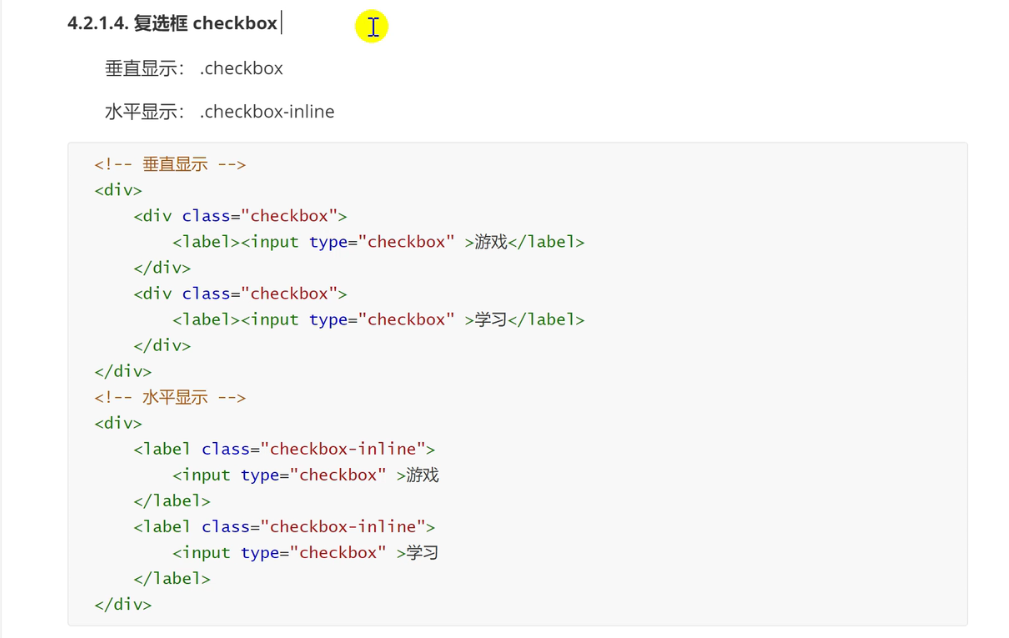 4.2.1.4. 复选框 checkbox
垂直显示： .checkbox
水平显示： .checkbox-inline
<!-- 垂直显示 -->
<div>
    <div class="checkbox">
        <label><input type="checkbox" >游戏</label>
    </div>
    <div class="checkbox">
        <label><input type="checkbox" >学习</label>
    </div>
</div>
<!-- 水平显示 -->
<div>
    <label class="checkbox-inline">
        <input type="checkbox" >游戏
    </label>
    <label class="checkbox-inline">
        <input type="checkbox" >学习
    </label>
</div>